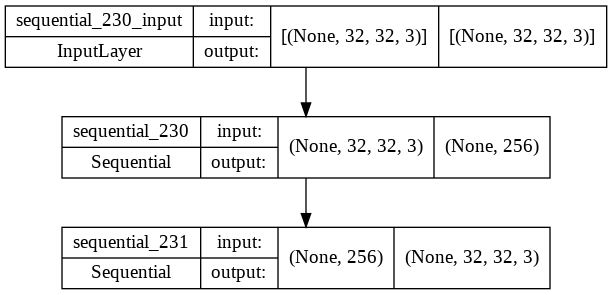 sequential_230_input input: [(None, 32, 32, 3)] [(None, 32, 32, 3)]
InputLayer output:
sequential_230 input: (None, 32, 32, 3) (None, 256)
Sequential output:
sequential_231 input: (None, 256) (None, 32, 32, 3)
Sequential output: